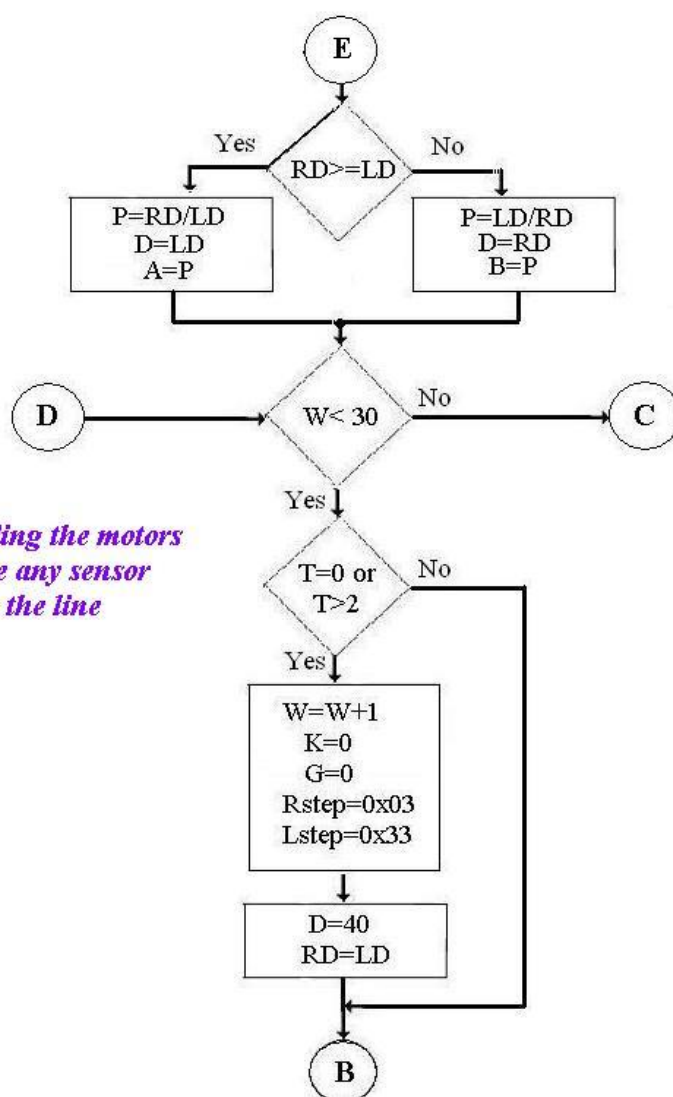 E
Yes
No
RD>=LD
P=RD/LD
D=LD
A=P
P=LD/RD
D=RD
B=P
D
W< 30
No
C
Yes
ing the motors
e any sensor
the line
T=0 or
T>2
No
Yes
W=W+1
K=0
G=0
Rstep=0x03
Lstep=0x33
D=40
RD=LD
B